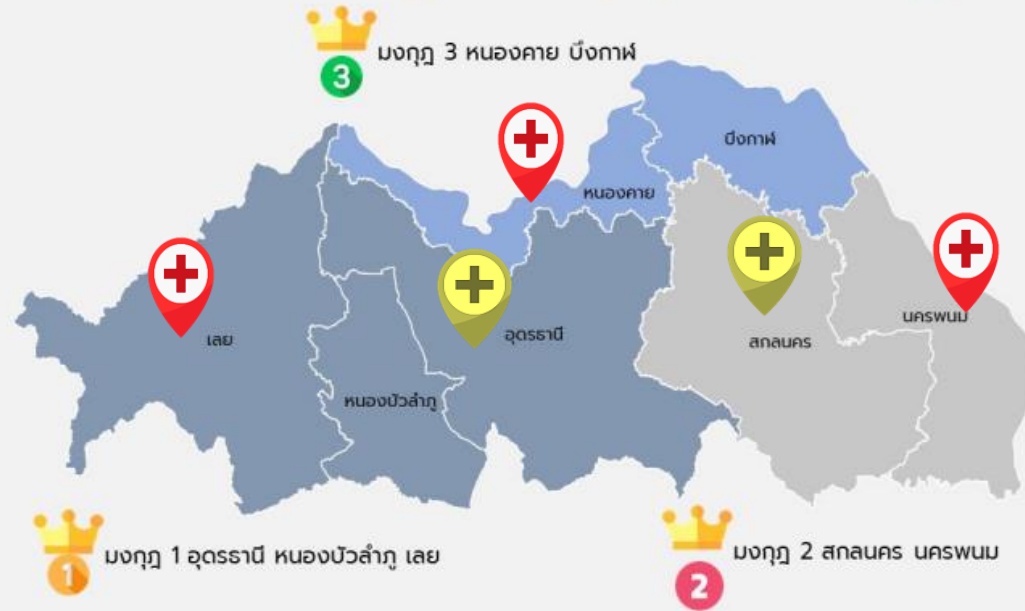 มงกุฎ 3 หนองคาย บึงกาฬ
3
บึงกาฬ
หนองคาย
นครพนม
เลย
อุดรธานี
สกลนคร
หนองบัวลำภู
มงกุฎ 1 อุดรธานี หนองบัวลำภู เลย
1
มงกุฎ 2 สกลนคร นครพนม
2